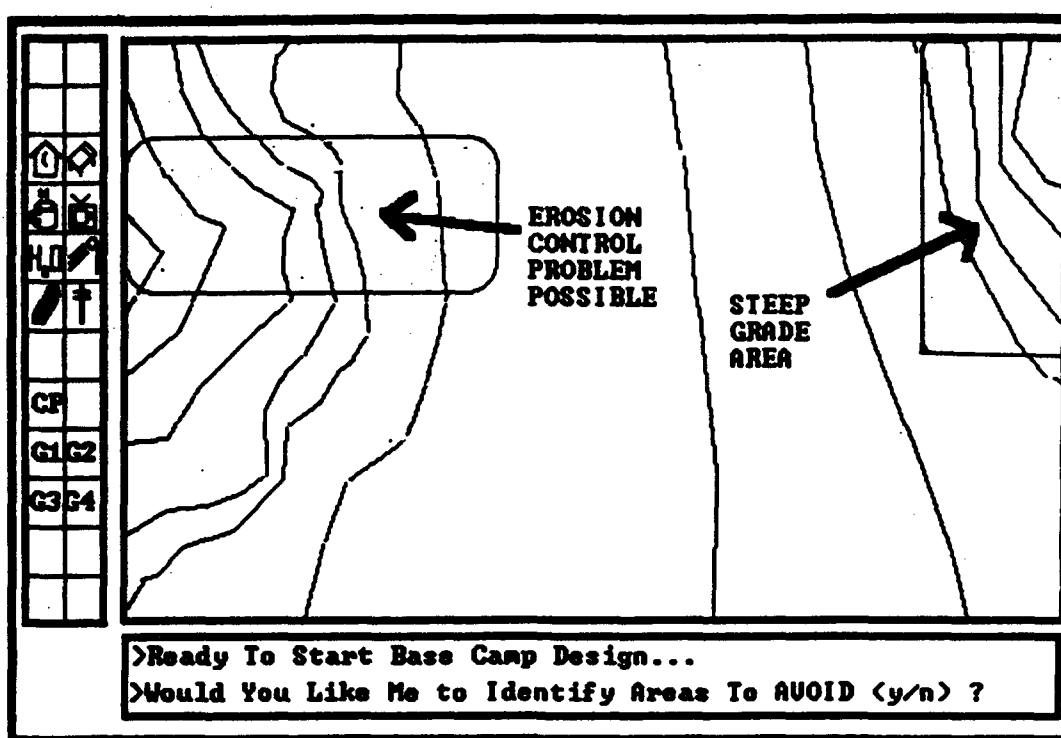 EROSION
CONTROL
PROBLEM
POSSIBLE
STEEP
GRADE
AREA
CP
G1 G2
G3 G4
>Ready To Start Base Camp Design...
>Would You Like Me to Identify Areas To AVOID (y/n) ?